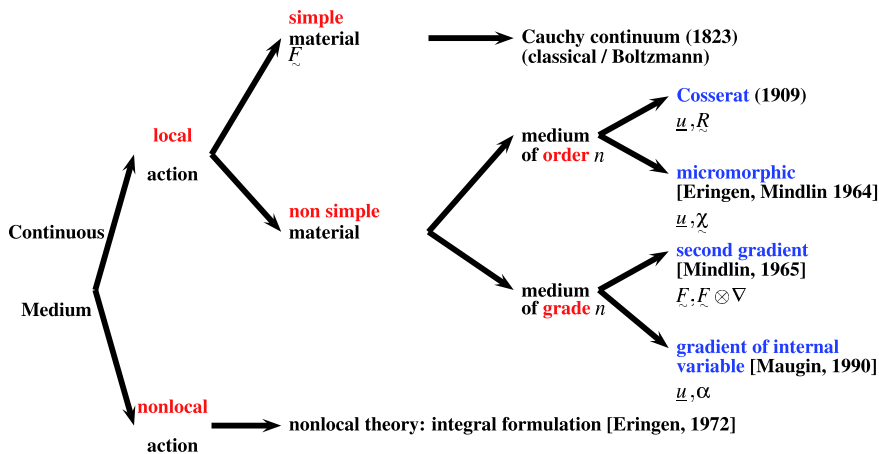 simple
material
F
Cauchy continuum (1823)
(classical / Boltzmann)
local
action
non simple
material
medium
of order n
Cosserat (1909)
u , R
micromorphic
[Eringen, Mindlin 1964]
u , χ
Continuous
Medium
medium
of grade n
second gradient
[Mindlin, 1965]
F , F ⊗ ∇
gradient of internal
variable [Maugin, 1990]
u , α
nonlocal
action
nonlocal theory: integral formulation [Eringen, 1972]